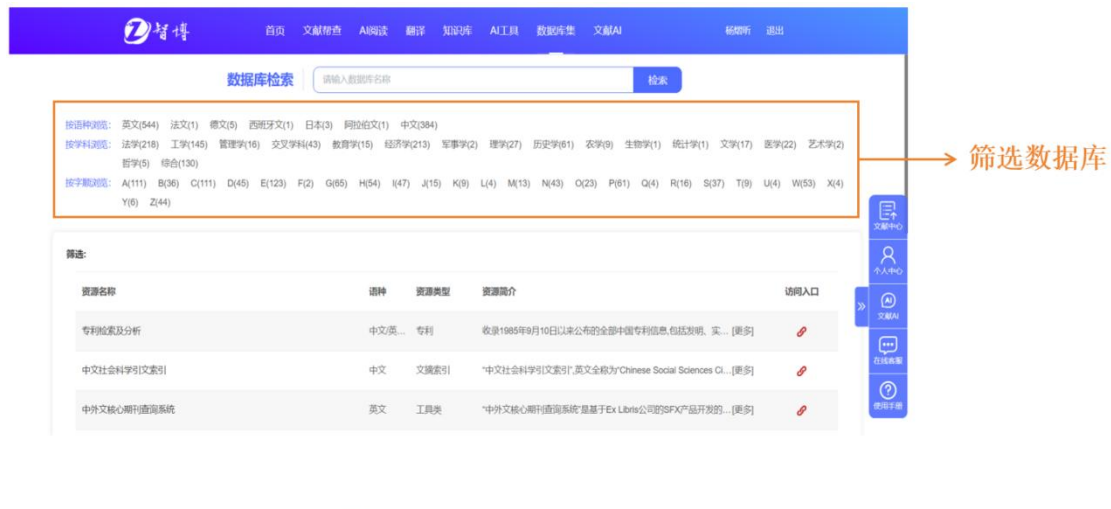 智博 首页 文献帮查 AI阅读 翻译 知识库 AI工具 数据库集 文献AI 退出
数据库检索 请输入数据库名称 检索
按语种浏览: 英文(544) 法文(1) 德文(5) 西班牙文(1) 日本(3) 阿拉伯文(1) 中文(384)
按学科浏览: 法学(218) 工学(145) 管理学(16) 交叉学科(43) 教育学(15) 经济学(213) 军事学(2) 理学(27) 历史学(61) 农学(9) 生物学(1) 统计学(1) 文学(17) 医学(22) 艺术学(2)
哲学(5) 综合(130)
筛选数据库
按字顺浏览: A(111) B(36) C(111) D(45) E(123) F(2) G(65) H(54) I(47) J(15) K(9) L(4) M(13) N(43) O(23) P(61) Q(4) R(16) S(37) T(9) U(4) W(53) X(4)
Y(6) Z(44)
文献中心
筛选:
个人中心
资源名称 语种 资源类型 资源简介 访问入口
AI
文献AI
专利检索及分析 中文/英... 专利 收录1985年9月10日以来公布的全部中国专利信息,包括发明、实... [更多]
在线客服
中文社会科学引文索引 中文 文摘索引 “中文社会科学引文索引”,英文全称为“Chinese Social Sciences Ci...[更多]
使用手册
中外文核心期刊查询系统 英文 工具类 “中外文核心期刊查询系统”是基于Ex Libris公司的SFX产品开发的...[更多]